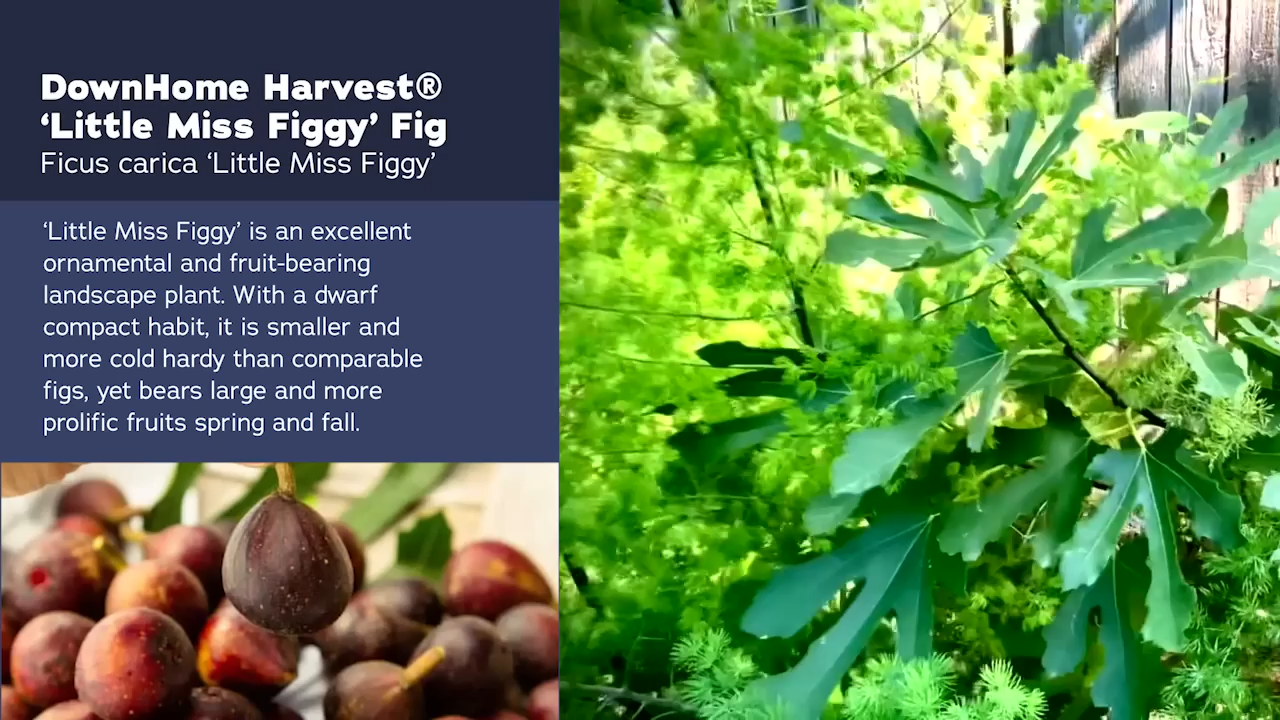 DownHome Harvest®
‘Little Miss Figgy’ Fig
Ficus carica ‘Little Miss Figgy’
‘Little Miss Figgy’ is an excellent
ornamental and fruit-bearing
landscape plant. With a dwarf
compact habit, it is smaller and
more cold hardy than comparable
figs, yet bears large and more
prolific fruits spring and fall.